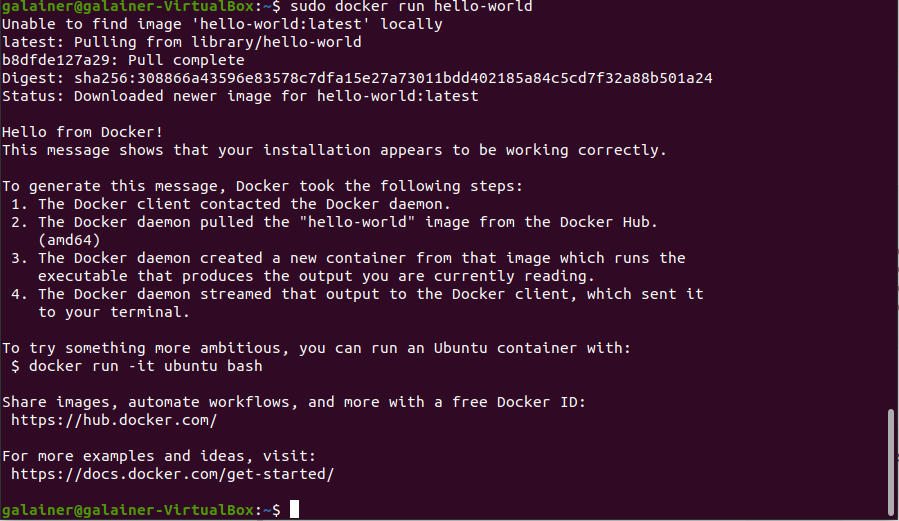 galainer@galainer-VirtualBox:~$ sudo docker run hello-world
Unable to find image 'hello-world:latest' locally
latest: Pulling from library/hello-world
b8dfde127a29: Pull complete
Digest: sha256:308866a43596e83578c7dfa15e27a73011bdd402185a84c5cd7f32a88b501a24
Status: Downloaded newer image for hello-world:latest

Hello from Docker!
This message shows that your installation appears to be working correctly.

To generate this message, Docker took the following steps:
 1. The Docker client contacted the Docker daemon.
 2. The Docker daemon pulled the "hello-world" image from the Docker Hub.
    (amd64)
 3. The Docker daemon created a new container from that image which runs the
    executable that produces the output you are currently reading.
 4. The Docker daemon streamed that output to the Docker client, which sent it
    to your terminal.

To try something more ambitious, you can run an Ubuntu container with:
 $ docker run -it ubuntu bash

Share images, automate workflows, and more with a free Docker ID:
 https://hub.docker.com/

For more examples and ideas, visit:
 https://docs.docker.com/get-started/

galainer@galainer-VirtualBox:~$